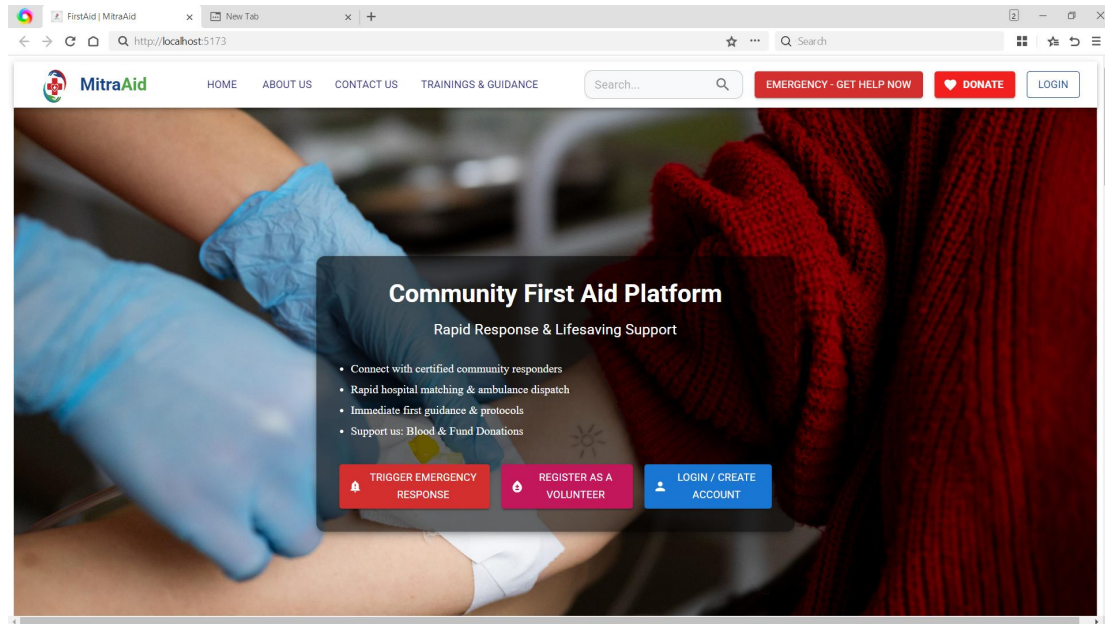 FirstAid | MitraAid
New Tab
2
http://localhost:5173
Search
MitraAid
HOME
ABOUT US
CONTACT US
TRAININGS & GUIDANCE
Search...
EMERGENCY - GET HELP NOW
DONATE
LOGIN
Community First Aid Platform
Rapid Response & Lifesaving Support
• Connect with certified community responders
• Rapid hospital matching & ambulance dispatch
• Immediate first guidance & protocols
• Support us: Blood & Fund Donations
TRIGGER EMERGENCY
RESPONSE
REGISTER AS A
VOLUNTEER
LOGIN / CREATE
ACCOUNT